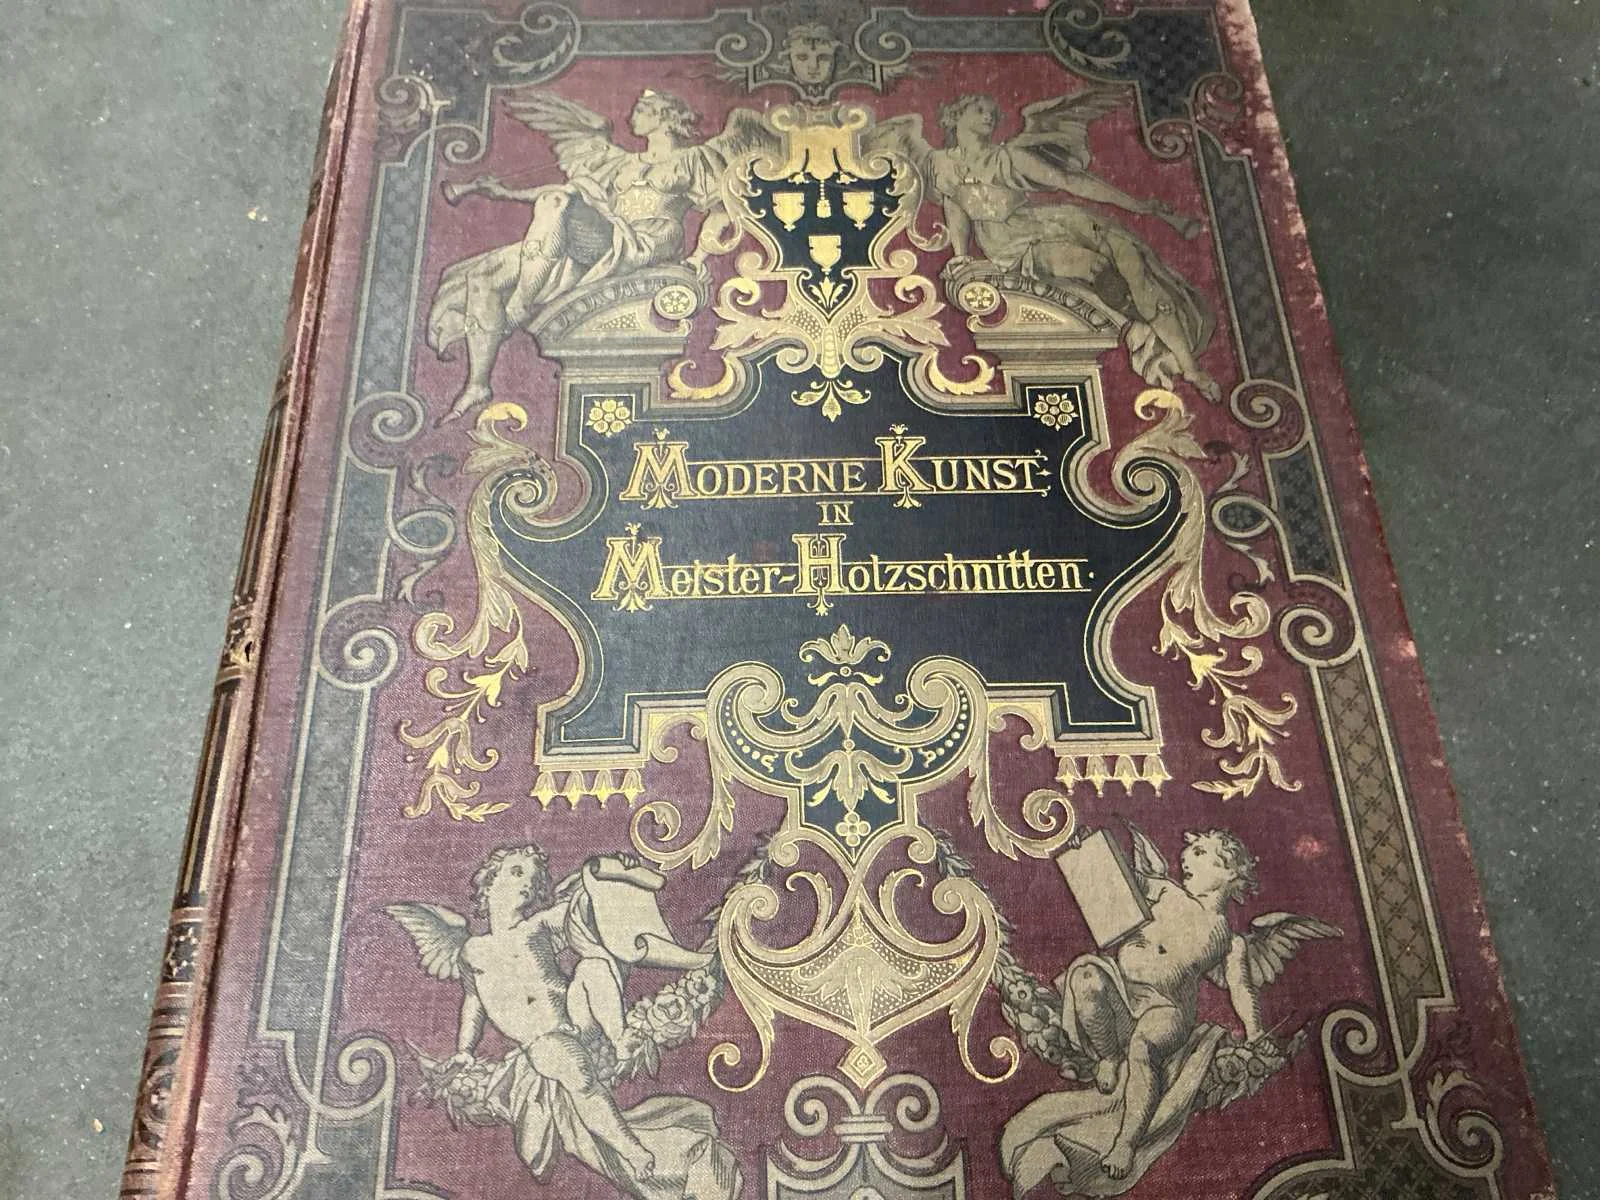 MODERNE KUNST
IN
Meister-Holzschnitten.